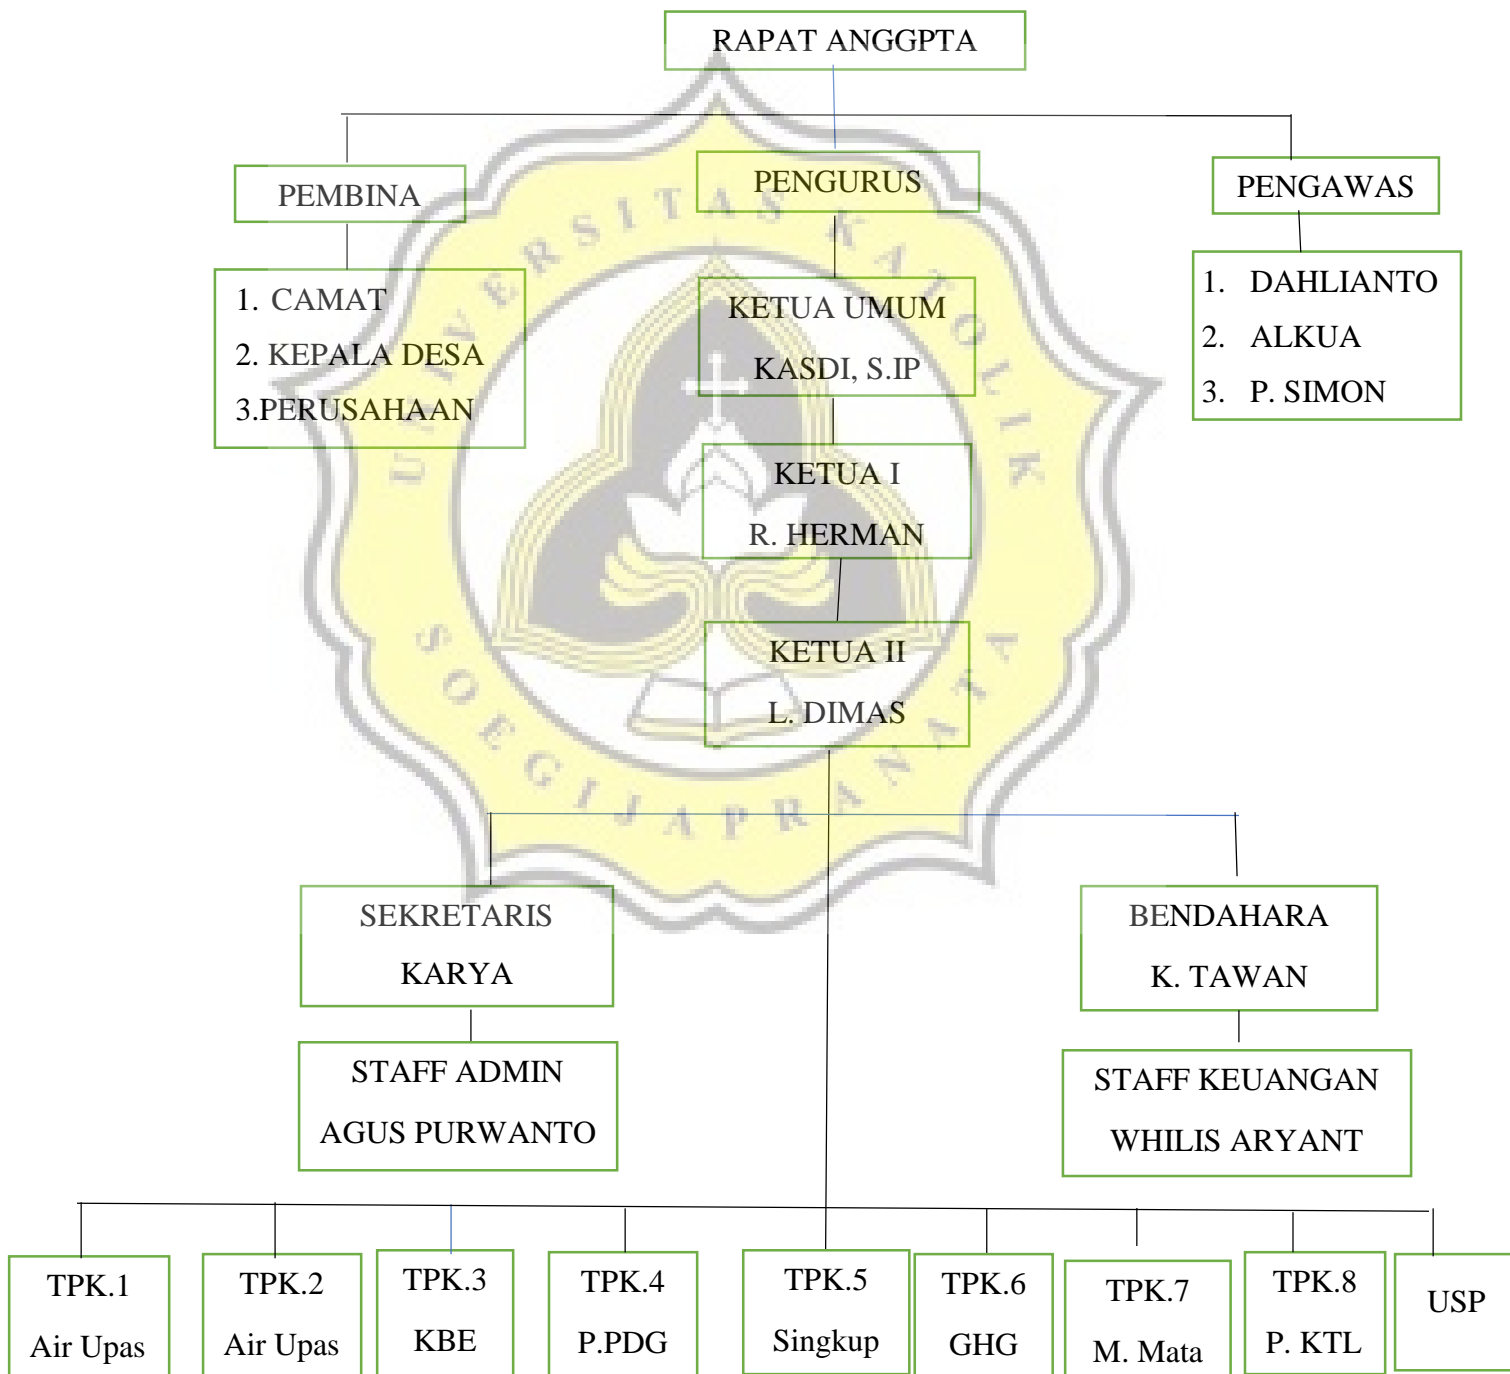 RAPAT ANGGPTA
PEMBINA
PENGURUS
PENGAWAS
1. CAMAT
2. KEPALA DESA
3.PERUSAHAAN
KETUA UMUM
KASDI, S.IP
1. DAHLIANTO
2. ALKUA
3. P. SIMON
KETUA I
R. HERMAN
KETUA II
L. DIMAS
SEKRETARIS
KARYA
BENDAHARA
K. TAWAN
STAFF ADMIN
AGUS PURWANTO
STAFF KEUANGAN
WHILIS ARYANT
TPK.1
Air Upas
TPK.2
Air Upas
TPK.3
KBE
TPK.4
P.PDG
TPK.5
Singkup
TPK.6
GHG
TPK.7
M. Mata
TPK.8
P. KTL
USP
UNIVERSITAS KATOLIK
SOEGIJAPRANATA